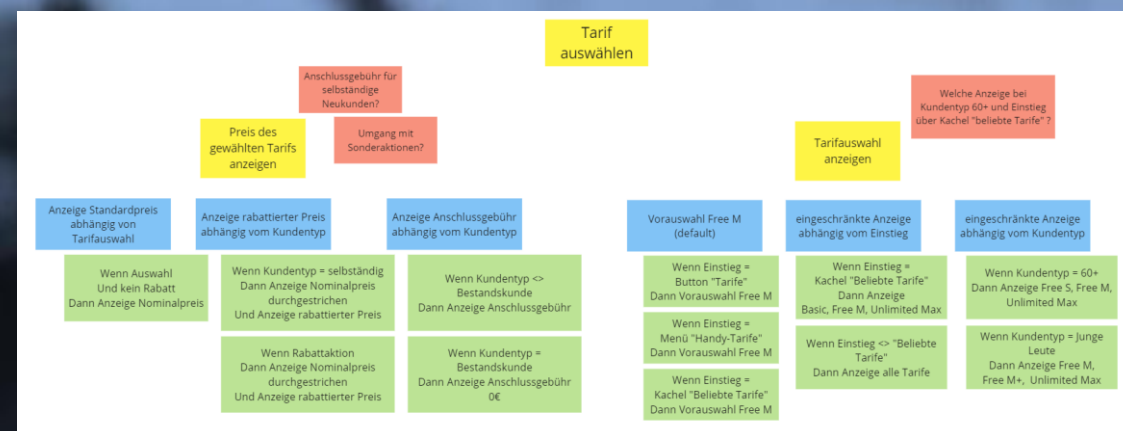 Tarif
auswählen
Anschlussgebühr für
selbständige
Neukunden?
Umgang mit
Sonderaktionen?
Preis des
gewählten Tarifs
anzeigen
Welche Anzeige bei
Kundentyp 60+ und Einstieg
über Kachel "beliebte Tarife" ?
Tarifauswahl
anzeigen
Anzeige Standardpreis
abhängig von
Tarifauswahl
Wenn Auswahl
Und kein Rabatt
Dann Anzeige Nominalpreis
Anzeige rabattierter Preis
abhängig vom Kundentyp
Wenn Kundentyp = selbständig
Dann Anzeige Nominalpreis
durchgestrichen
Und Anzeige rabattierter Preis
Wenn Rabattaktion
Dann Anzeige Nominalpreis
durchgestrichen
Und Anzeige rabattierter Preis
Anzeige Anschlussgebühr
abhängig vom Kundentyp
Wenn Kundentyp <>
Bestandskunde
Dann Anzeige Anschlussgebühr
Wenn Kundentyp =
Bestandskunde
Dann Anzeige Anschlussgebühr
0€
Vorauswahl Free M
(default)
Wenn Einstieg =
Button "Tarife"
Dann Vorauswahl Free M
Wenn Einstieg =
Menü "Handy-Tarife"
Dann Vorauswahl Free M
Wenn Einstieg =
Kachel "Beliebte Tarife"
Dann Vorauswahl Free M
eingeschränkte Anzeige
abhängig vom Einstieg
Wenn Einstieg =
Kachel "Beliebte Tarife"
Dann Anzeige
Basic, Free M, Unlimited Max
Wenn Einstieg <> "Beliebte
Tarife"
Dann Anzeige alle Tarife
eingeschränkte Anzeige
abhängig vom Kundentyp
Wenn Kundentyp = 60+
Dann Anzeige Free S, Free M,
Unlimited Max
Wenn Kundentyp = Junge
Leute
Dann Anzeige Free M,
Free M+, Unlimited Max